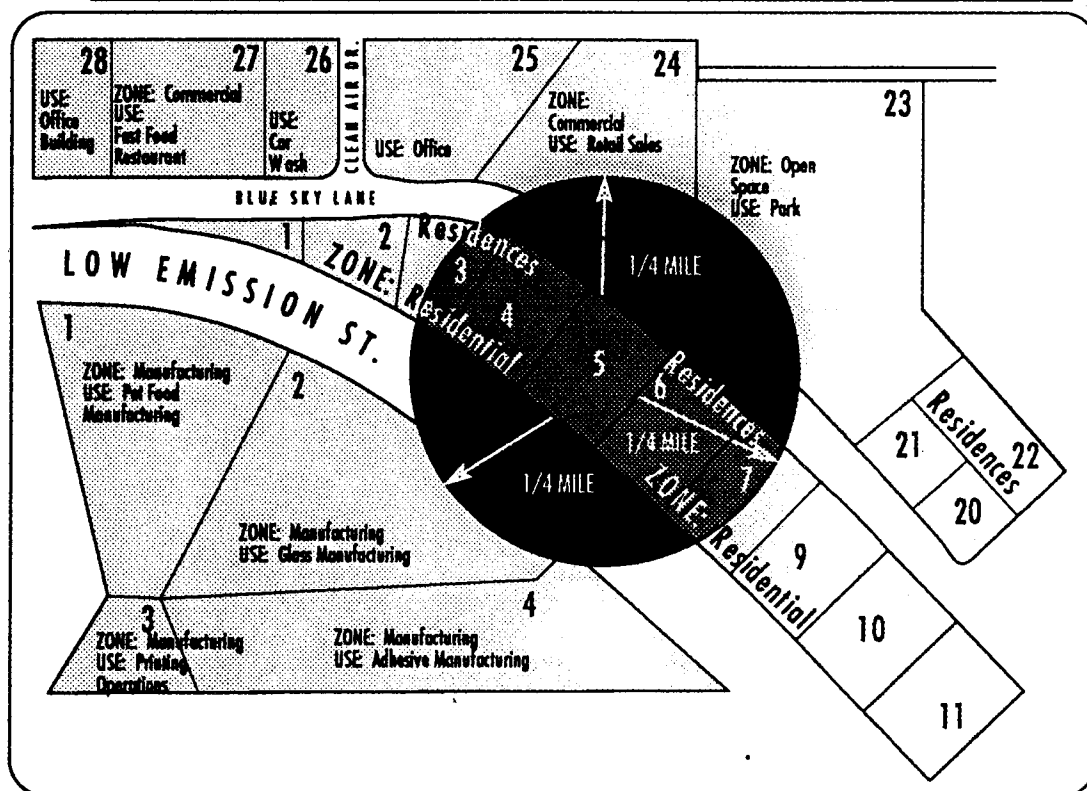 28
USE:
Office
Building
27
ZONE: Commercial
USE:
Fast Food
Restaurant
26
USE:
Car
Wash
CLEAN AIR DR.
25
USE: Office
24
ZONE:
Commercial
USE: Retail Sales
23
ZONE: Open
Space
USE: Park
BLUE SKY LANE
1
2
3
4
5
6
7
Residences
ZONE: Residential
Residences
ZONE: Residential
1/4 MILE
1/4 MILE
1/4 MILE
LOW EMISSION ST.
1
ZONE: Manufacturing
USE: Pet Food
Manufacturing
2
ZONE: Manufacturing
USE: Glass Manufacturing
3
ZONE: Manufacturing
USE: Printing
Operations
4
ZONE: Manufacturing
USE: Adhesive Manufacturing
9
10
11
21
20
22
Residences